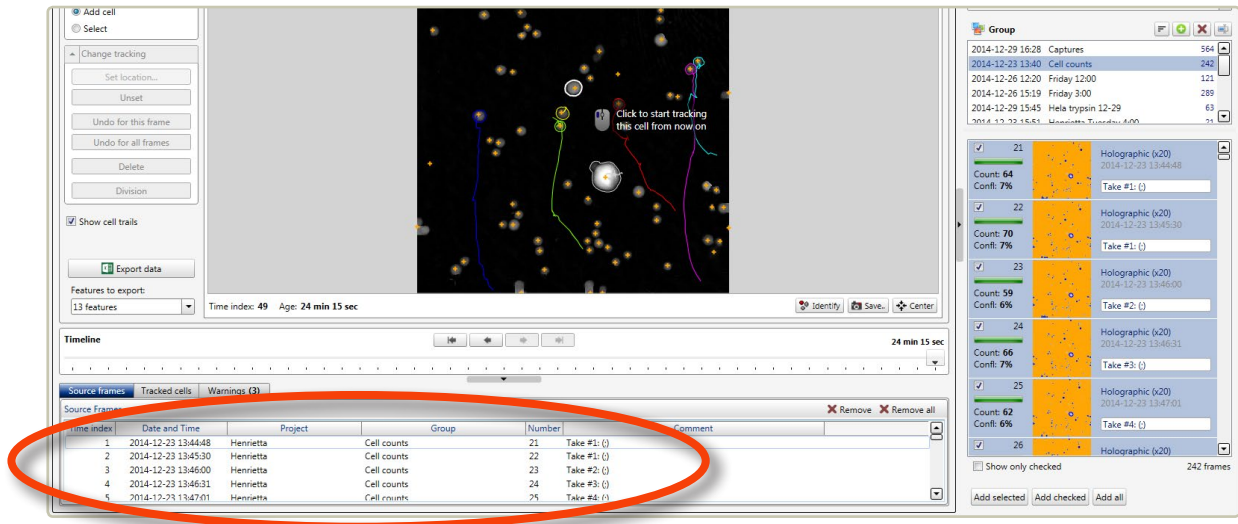 Add cell
Select
Change tracking
Set location...
Unset
Undo for this frame
Undo for all frames
Delete
Division
Show cell trails
Export data
Features to export:
13 features
Click to start tracking
this cell from now on
Time index: 49 Age: 24 min 15 sec
Identify Save.. Center
Timeline
24 min 15 sec
Source frames Tracked cells Warnings (3)
Source Frames
Remove Remove all
Time index Date and Time Project Group Number Comment
1 2014-12-23 13:44:48 Henrietta Cell counts 21 Take #1: (;)
2 2014-12-23 13:45:30 Henrietta Cell counts 22 Take #1: (;)
3 2014-12-23 13:46:00 Henrietta Cell counts 23 Take #2: (;)
4 2014-12-23 13:46:31 Henrietta Cell counts 24 Take #3: (;)
5 2014-12-23 13:47:01 Henrietta Cell counts 25 Take #4: (;)
Group
2014-12-29 16:28 Captures 564
2014-12-23 13:40 Cell counts 242
2014-12-26 12:20 Friday 12:00 121
2014-12-26 15:19 Friday 3:00 289
2014-12-29 15:45 Hela trypsin 12-29 63
2014-12-23 15:51 Henrietta Tuesday 4:00 21
21
Holographic (x20)
2014-12-23 13:44:48
Count: 64
Confl: 7%
Take #1: (;)
22
Holographic (x20)
2014-12-23 13:45:30
Count: 70
Confl: 7%
Take #1: (;)
23
Holographic (x20)
2014-12-23 13:46:00
Count: 59
Confl: 6%
Take #2: (;)
24
Holographic (x20)
2014-12-23 13:46:31
Count: 66
Confl: 7%
Take #3: (;)
25
Holographic (x20)
2014-12-23 13:47:01
Count: 62
Confl: 6%
Take #4: (;)
26
Holographic (x20)
Show only checked 242 frames
Add selected Add checked Add all